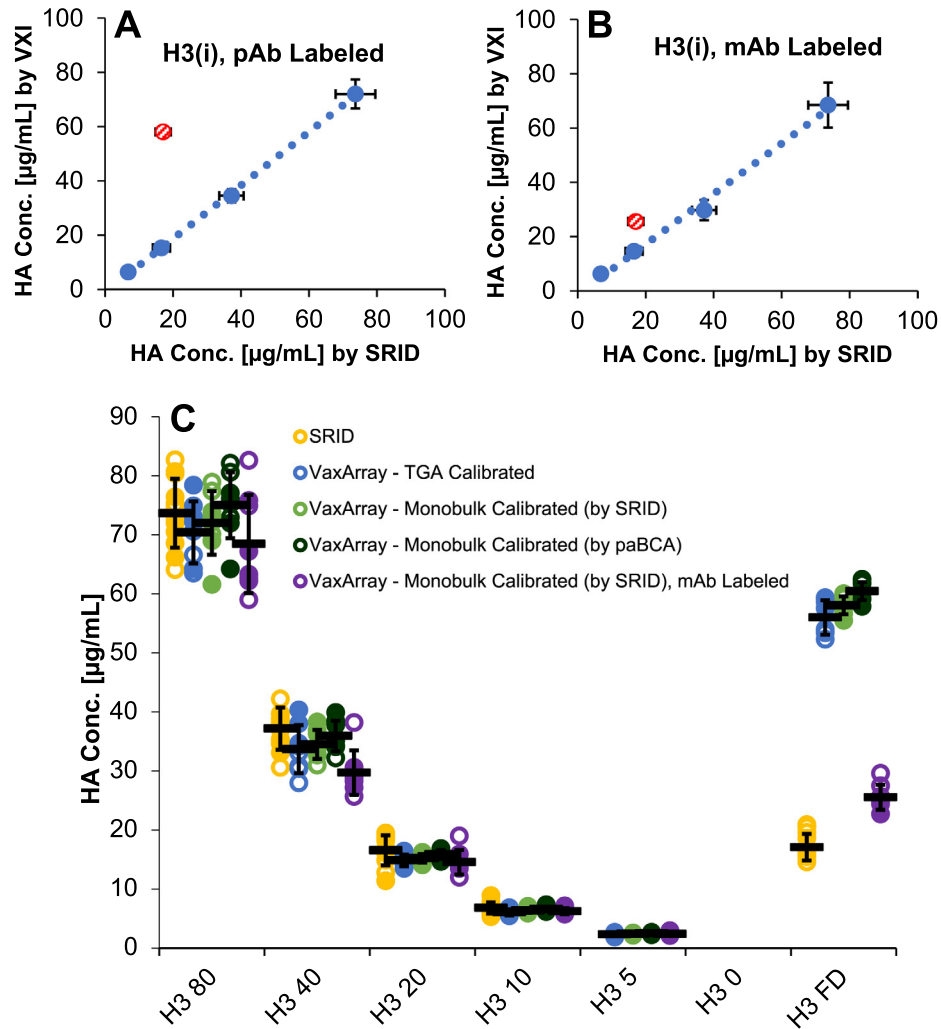 A
H3(i), pAb Labeled
HA Conc. [µg/mL] by VXI
100
80
60
40
20
0
0 20 40 60 80 100
HA Conc. [µg/mL] by SRID
B
H3(i), mAb Labeled
HA Conc. [µg/mL] by VXI
100
80
60
40
20
0
0 20 40 60 80 100
HA Conc. [µg/mL] by SRID
C
HA Conc. [µg/mL]
90
80
70
60
50
40
30
20
10
0
SRID
VaxArray - TGA Calibrated
VaxArray - Monobulk Calibrated (by SRID)
VaxArray - Monobulk Calibrated (by paBCA)
VaxArray - Monobulk Calibrated (by SRID), mAb Labeled
H3 80
H3 40
H3 20
H3 10
H3 5
H3 0
H3 FD